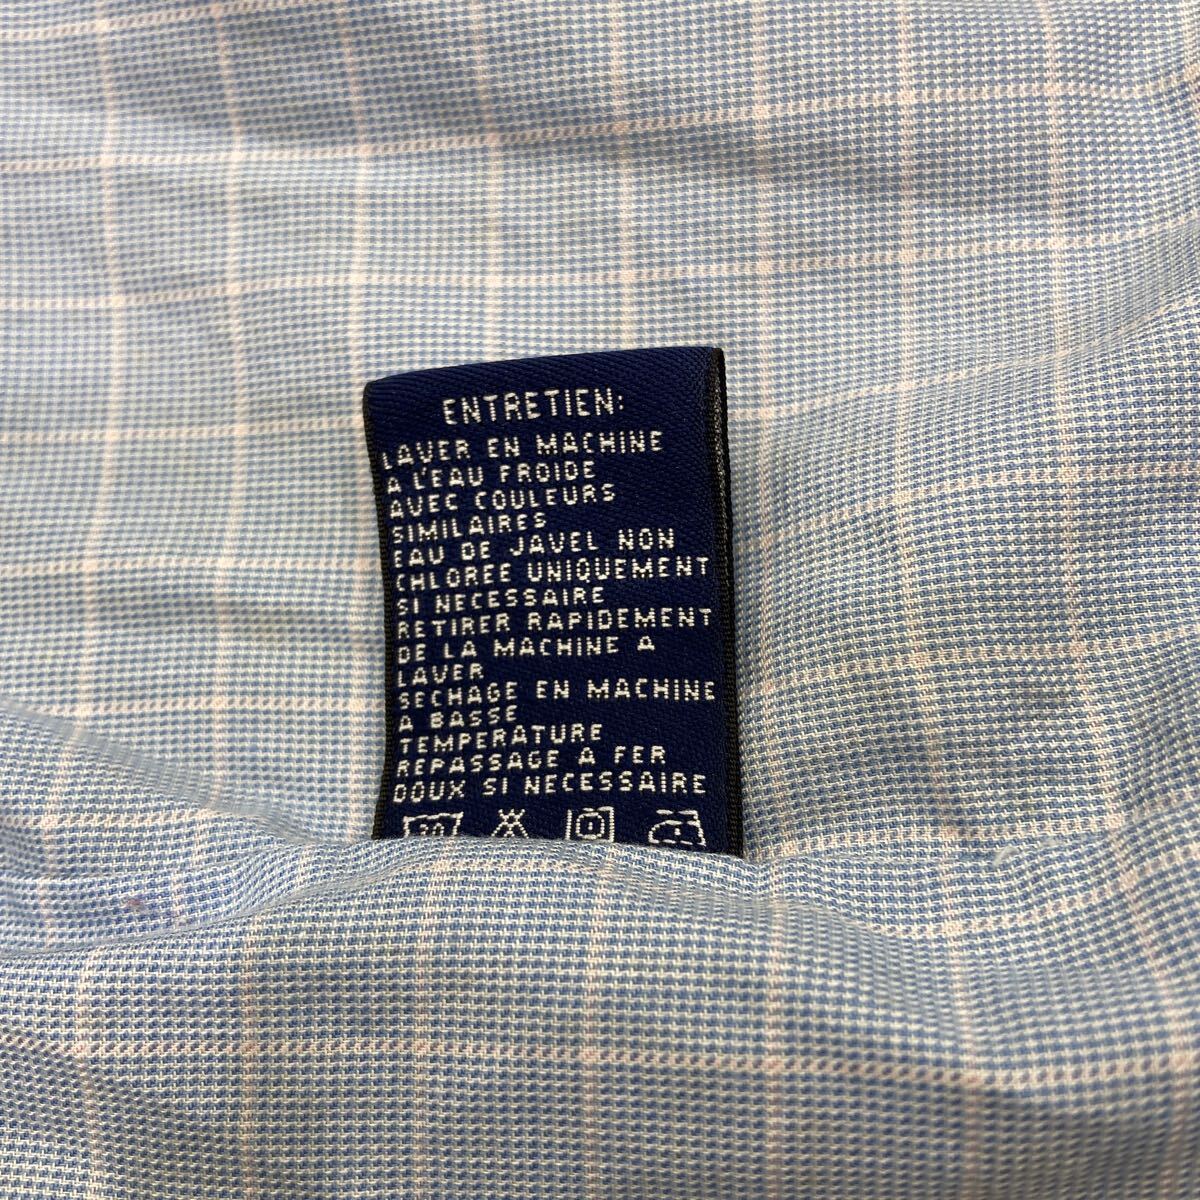 ENTRETIEN:
LAVER EN MACHINE
A L'EAU FROIDE
AVEC COULEURS
SIMILAIRES
EAU DE JAVEL NON
CHLOREE UNIQUEMENT
SI NECESSAIRE
RETIRER RAPIDEMENT
DE LA MACHINE A
LAVER
SECHAGE EN MACHINE
A BASSE
TEMPERATURE
REPASSAGE A FER
DOUX SI NECESSAIRE
30